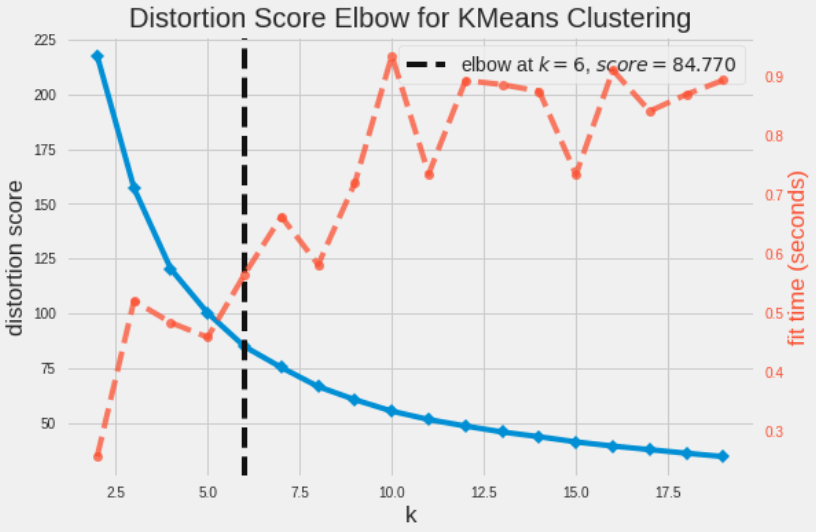 Distortion Score Elbow for KMeans Clustering
elbow at k = 6, score = 84.770
distortion score
225
200
175
150
125
100
75
50
2.5 5.0 7.5 10.0 12.5 15.0 17.5
k
0.9
0.8
0.7
0.6
0.5
0.4
0.3
fit time (seconds)